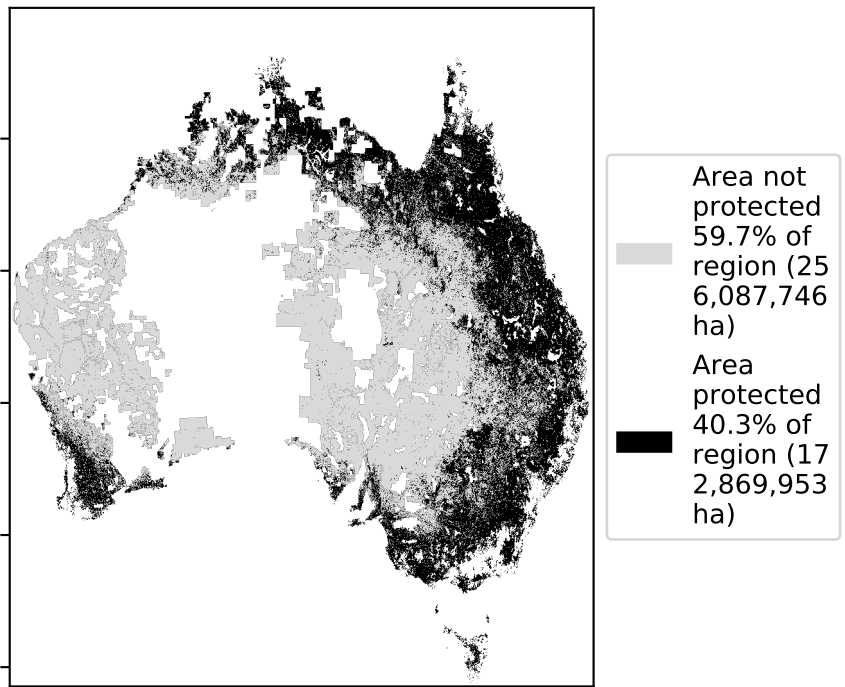 Area not
protected
59.7% of
region (25
6,087,746
ha)
Area
protected
40.3% of
region (17
2,869,953
ha)